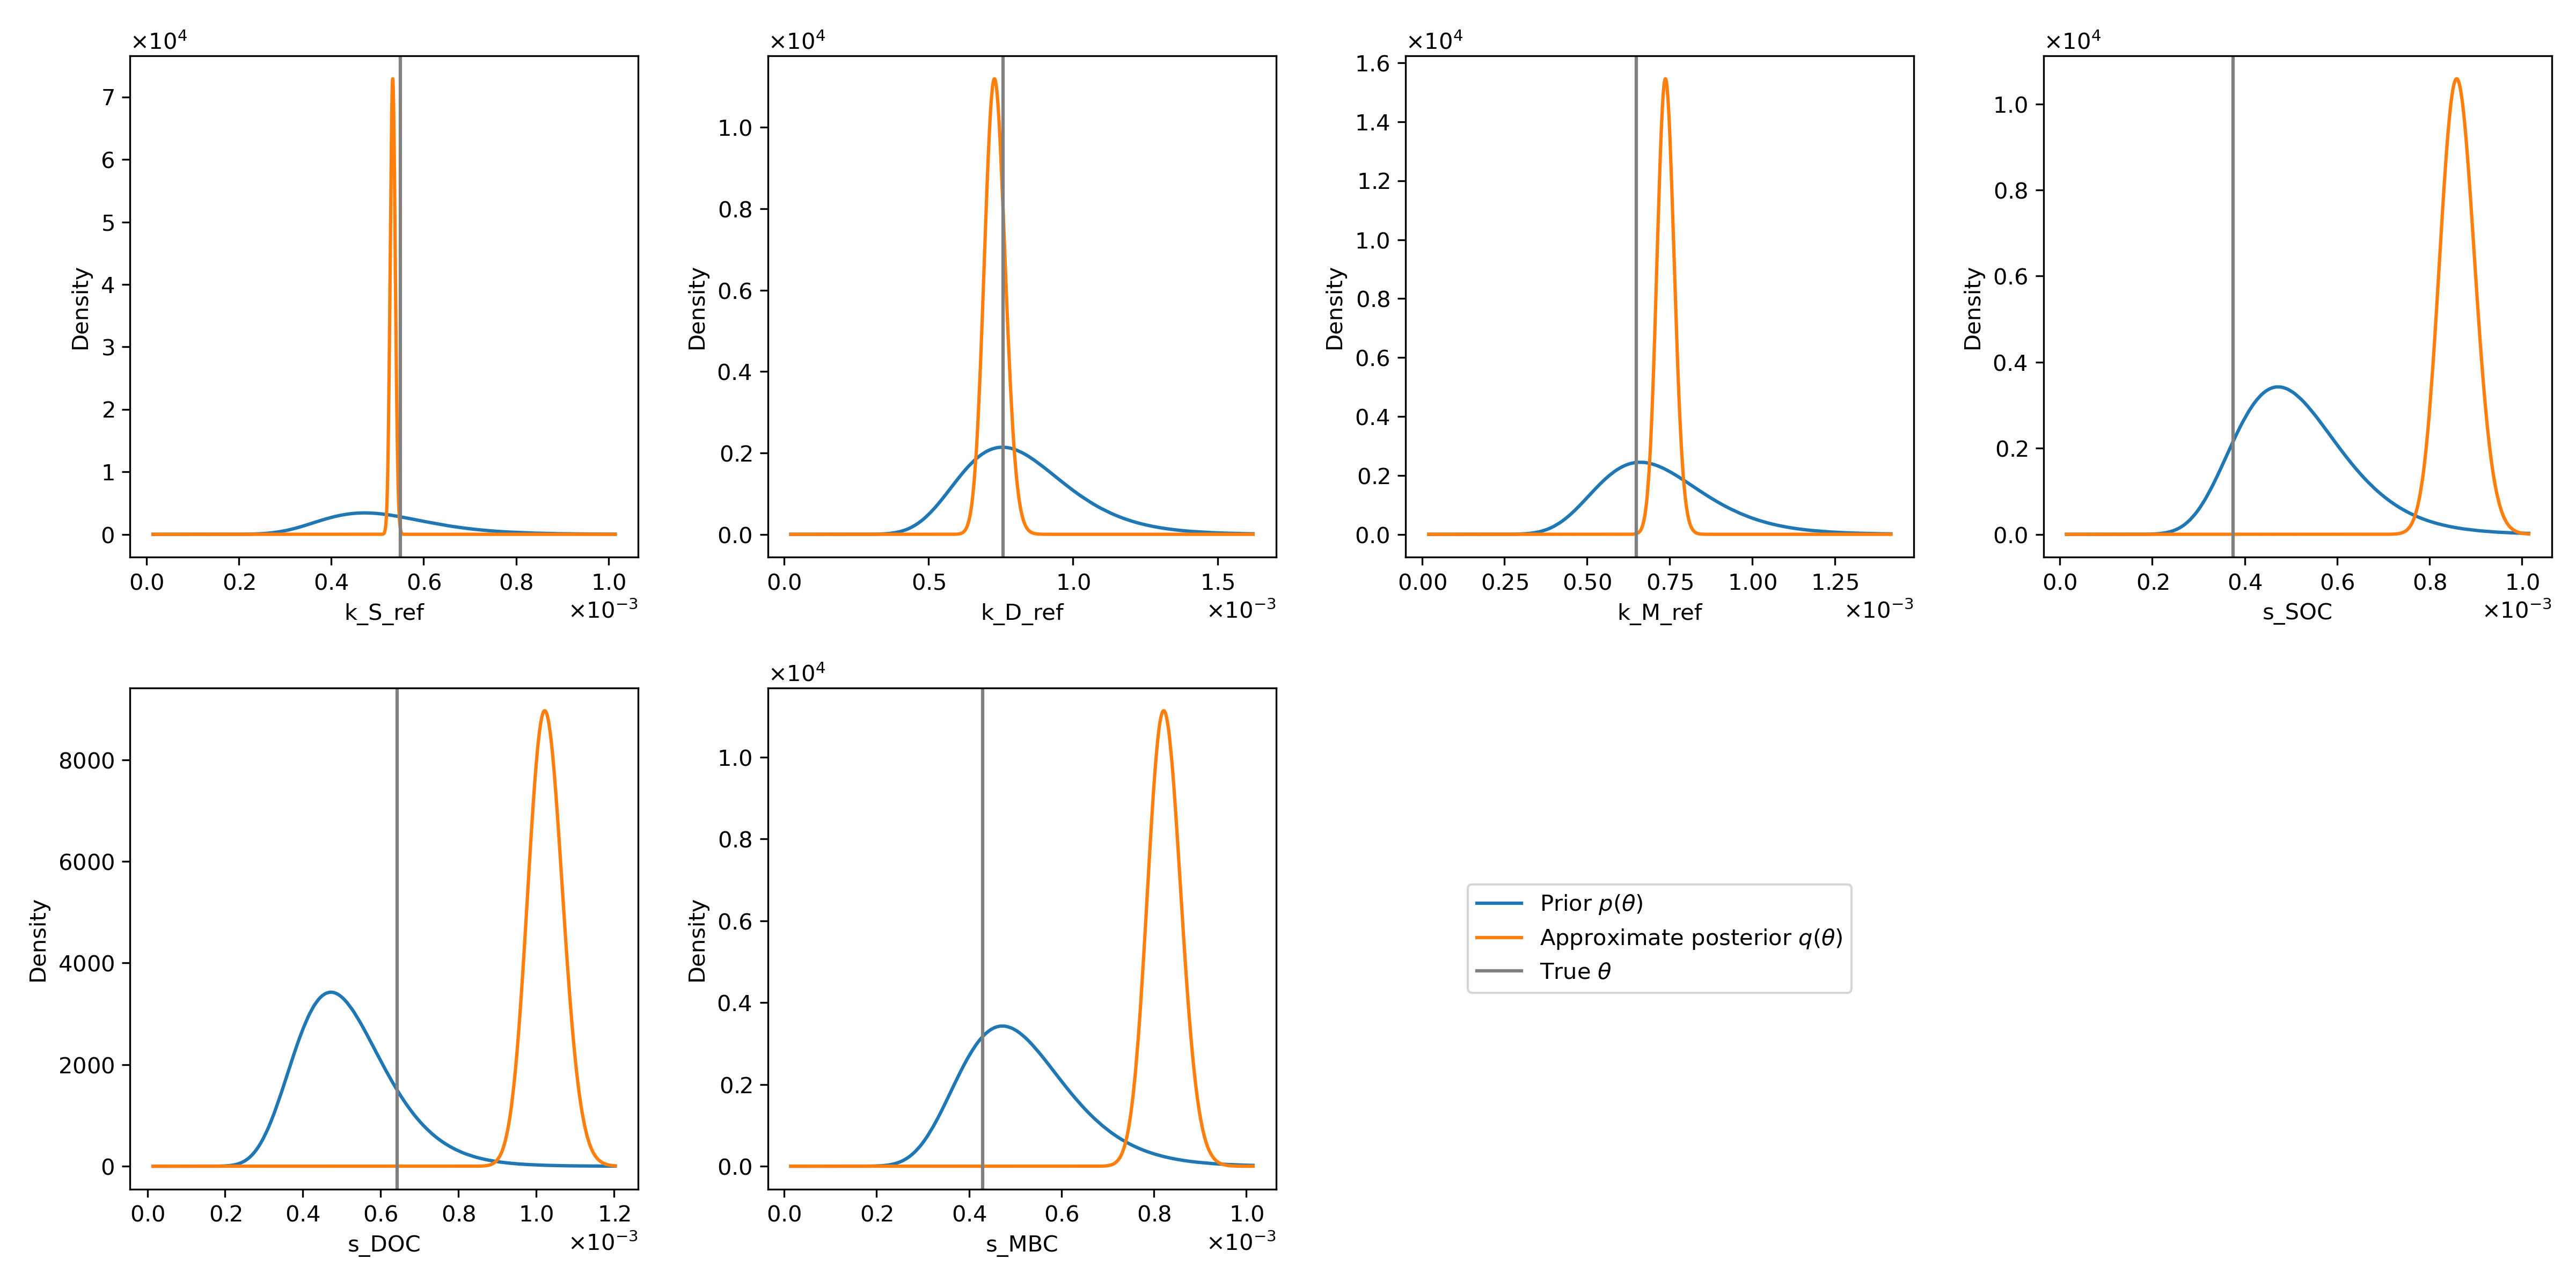 ×10⁴
Density
7
6
5
4
3
2
1
0
0.0 0.2 0.4 0.6 0.8 1.0
k_S_ref
×10⁻³
×10⁴
Density
1.0
0.8
0.6
0.4
0.2
0.0
0.0 0.5 1.0 1.5
k_D_ref
×10⁻³
×10⁴
Density
1.6
1.4
1.2
1.0
0.8
0.6
0.4
0.2
0.0
0.00 0.25 0.50 0.75 1.00 1.25
k_M_ref
×10⁻³
×10⁴
Density
1.0
0.8
0.6
0.4
0.2
0.0
0.0 0.2 0.4 0.6 0.8 1.0
s_SOC
×10⁻³
Density
8000
6000
4000
2000
0
0.0 0.2 0.4 0.6 0.8 1.0 1.2
s_DOC
×10⁻³
×10⁴
Density
1.0
0.8
0.6
0.4
0.2
0.0
0.0 0.2 0.4 0.6 0.8 1.0
s_MBC
×10⁻³
Prior p(θ)
Approximate posterior q(θ)
True θ